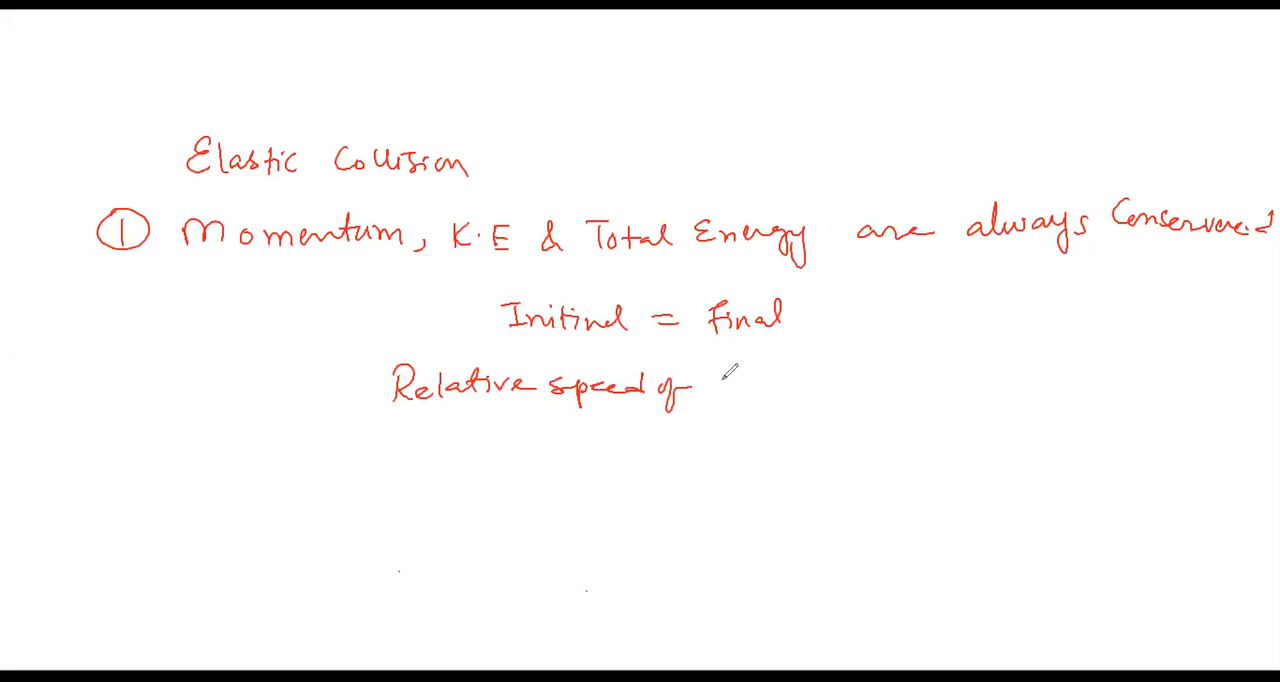 Elastic Collision
① Momentum, K.E & Total Energy are always Conserved
Initial = Final
Relative speed of